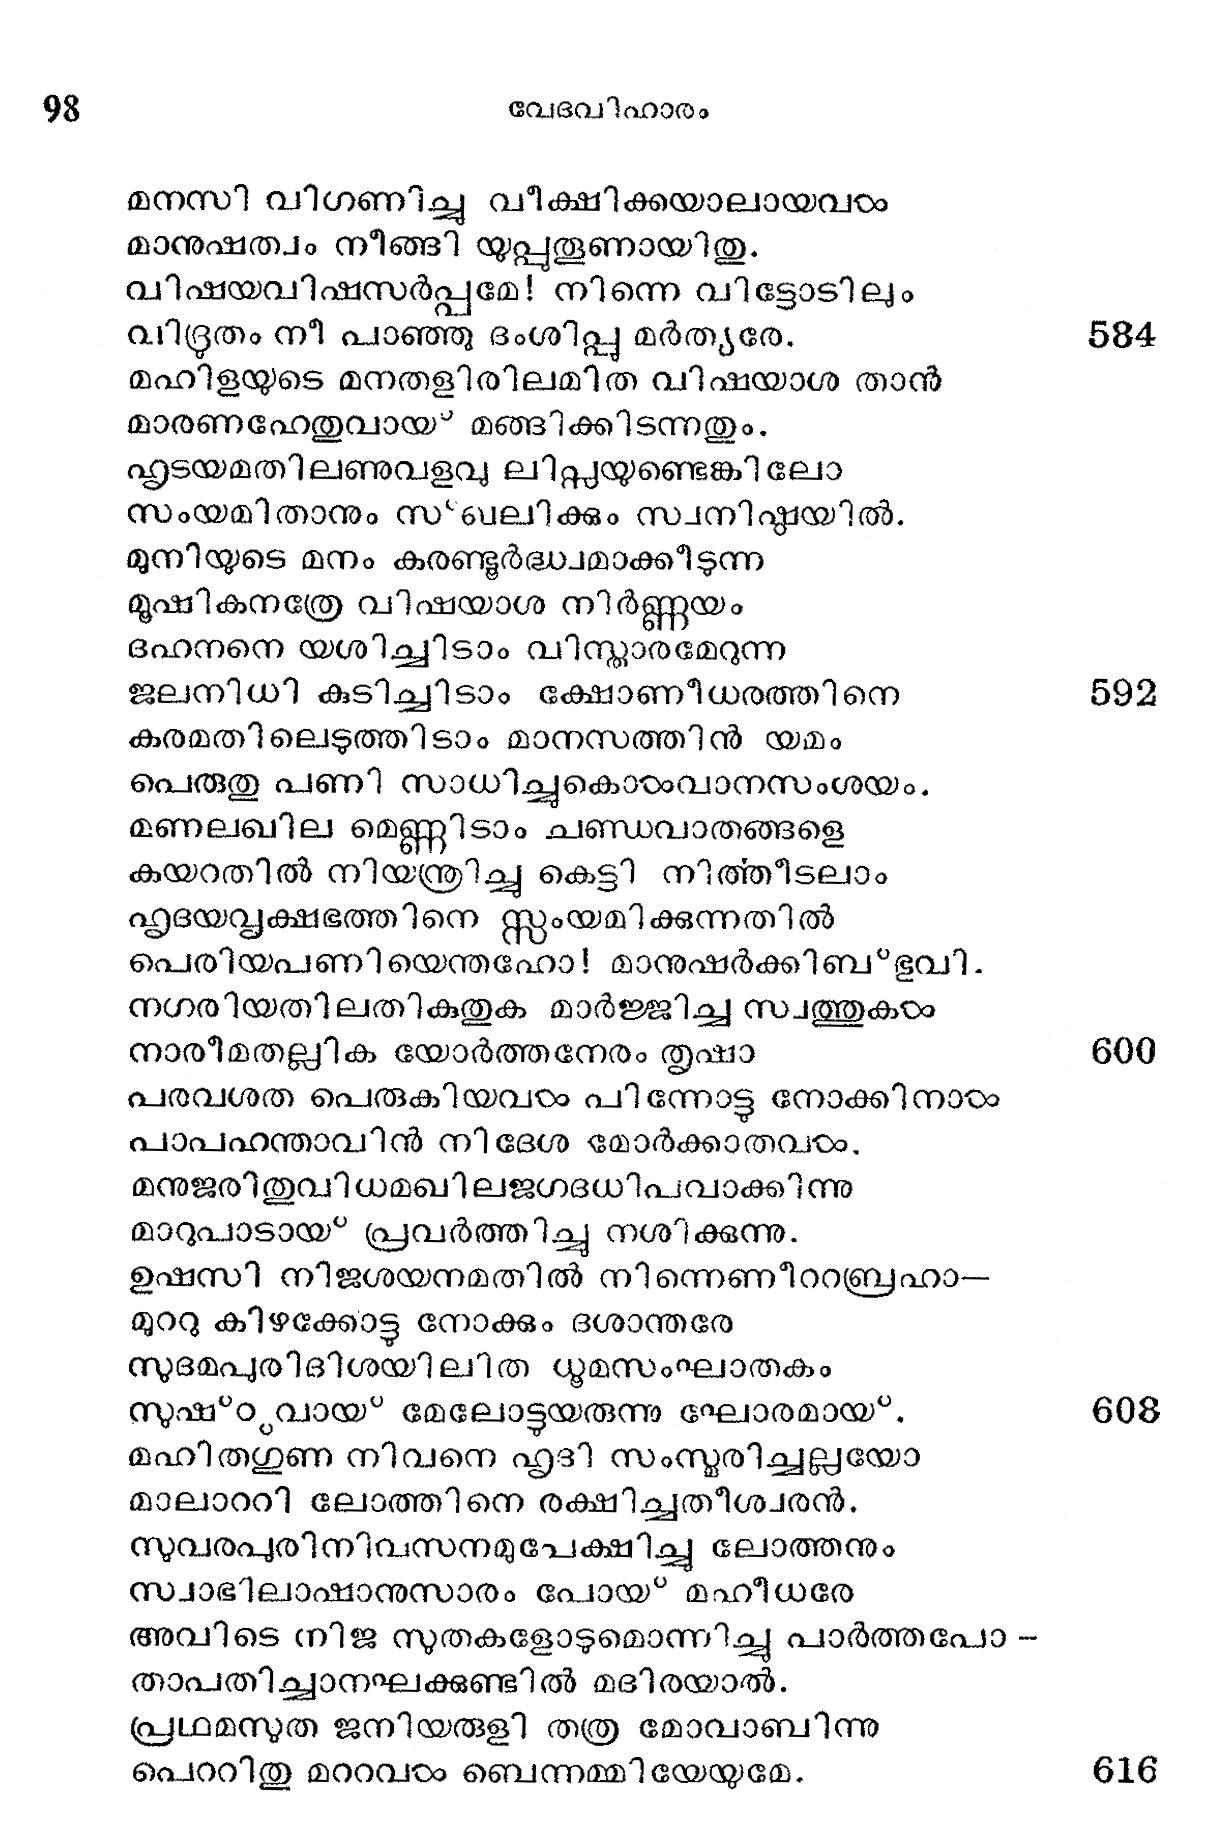 98
വേദവിഹാരം
മനസി വിഗണിച്ചു വീക്ഷിക്കയാലായവൾ
മാനുഷത്വം നീങ്ങി യുപ്പുതൂണായിതു.
വിഷയവിഷസർപ്പമേ! നിന്നെ വിട്ടോടിലും
വിദ്രുതം നീ പാഞ്ഞു ദംശിപ്പൂ മർത്യരേ. 584
മഹിളയുടെ മനതളിരിലമിത വിഷയാശ താൻ
മാരണഹേതുവായ് മങ്ങിക്കിടന്നതും.
ഹൃടയമതിലണുവളവു ലിപ്സയുണ്ടെങ്കിലോ
സംയമിതാനും സ്ഖലിക്കും സ്വനിഷ്ഠയിൽ.
മുനിയുടെ മനം കരണ്ടൂർദ്ധ്വമാക്കീടുന്ന
മൂഷികനത്രേ വിഷയാശ നിർണ്ണയം
ദഹനനെ യശിച്ചിടാം വിസ്താരമേറുന്ന
ജലനിധി കുടിച്ചിടാം ക്ഷോണീധരത്തിനെ 592
കരമതിലെടുത്തിടാം മാനസത്തിൻ യമം
പെരുതു പണി സാധിച്ചുകൊൾവാനസംശയം.
മണലഖില മെണ്ണിടാം ചണ്ഡവാതങ്ങളെ
കയറതിൽ നിയന്ത്രിച്ചു കെട്ടി നിൎത്തീടലാം
ഹൃദയവൃക്ഷഭത്തിനെ സ്സംയമിക്കുന്നതിൽ
പെരിയപണിയെന്തഹോ! മാനുഷർക്കിബ്ഭുവി.
നഗരിയതിലതികുതുക മാർജ്ജിച്ച സ്വത്തുകൾ
നാരീമതല്ലിക യോർത്തനേരം തൃഷാ 600
പരവശത പെരുകിയവൾ പിന്നോട്ടു നോക്കിനാൾ
പാപഹന്താവിൻ നിദേശ മോർക്കാതവൾ.
മനുജരിതുവിധമഖിലജഗദധിപവാക്കിന്നു
മാറുപാടായ് പ്രവർത്തിച്ചു നശിക്കുന്നു.
ഉഷസി നിജശയനമതിൽ നിന്നെണീററബ്രഹാ—
മുററു കിഴക്കോട്ടു നോക്കും ദശാന്തരേ
സുദമപുരിദിശയിലിത ധൂമസംഘാതകം
സുഷ്ഠുവായ് മേലോട്ടുയരുന്നു ഘോരമായ്. 608
മഹിതഗുണ നിവനെ ഹൃദി സംസ്മരിച്ചല്ലയോ
മാലാററി ലോത്തിനെ രക്ഷിച്ചതീശ്വരൻ.
സുവരപുരിനിവസനമുപേക്ഷിച്ചു ലോത്തനും
സ്വാഭിലാഷാനുസാരം പോയ് മഹീധരേ
അവിടെ നിജ സുതകളോടുമൊന്നിച്ചു പാർത്തപോ –
താപതിച്ചാനഘക്കുണ്ടിൽ മദിരയാൽ.
പ്രഥമസുത ജനിയരുളി തത്ര മോവാബിന്നു
പെററിതു മററവൾ ബെന്നമ്മിയേയുമേ. 616